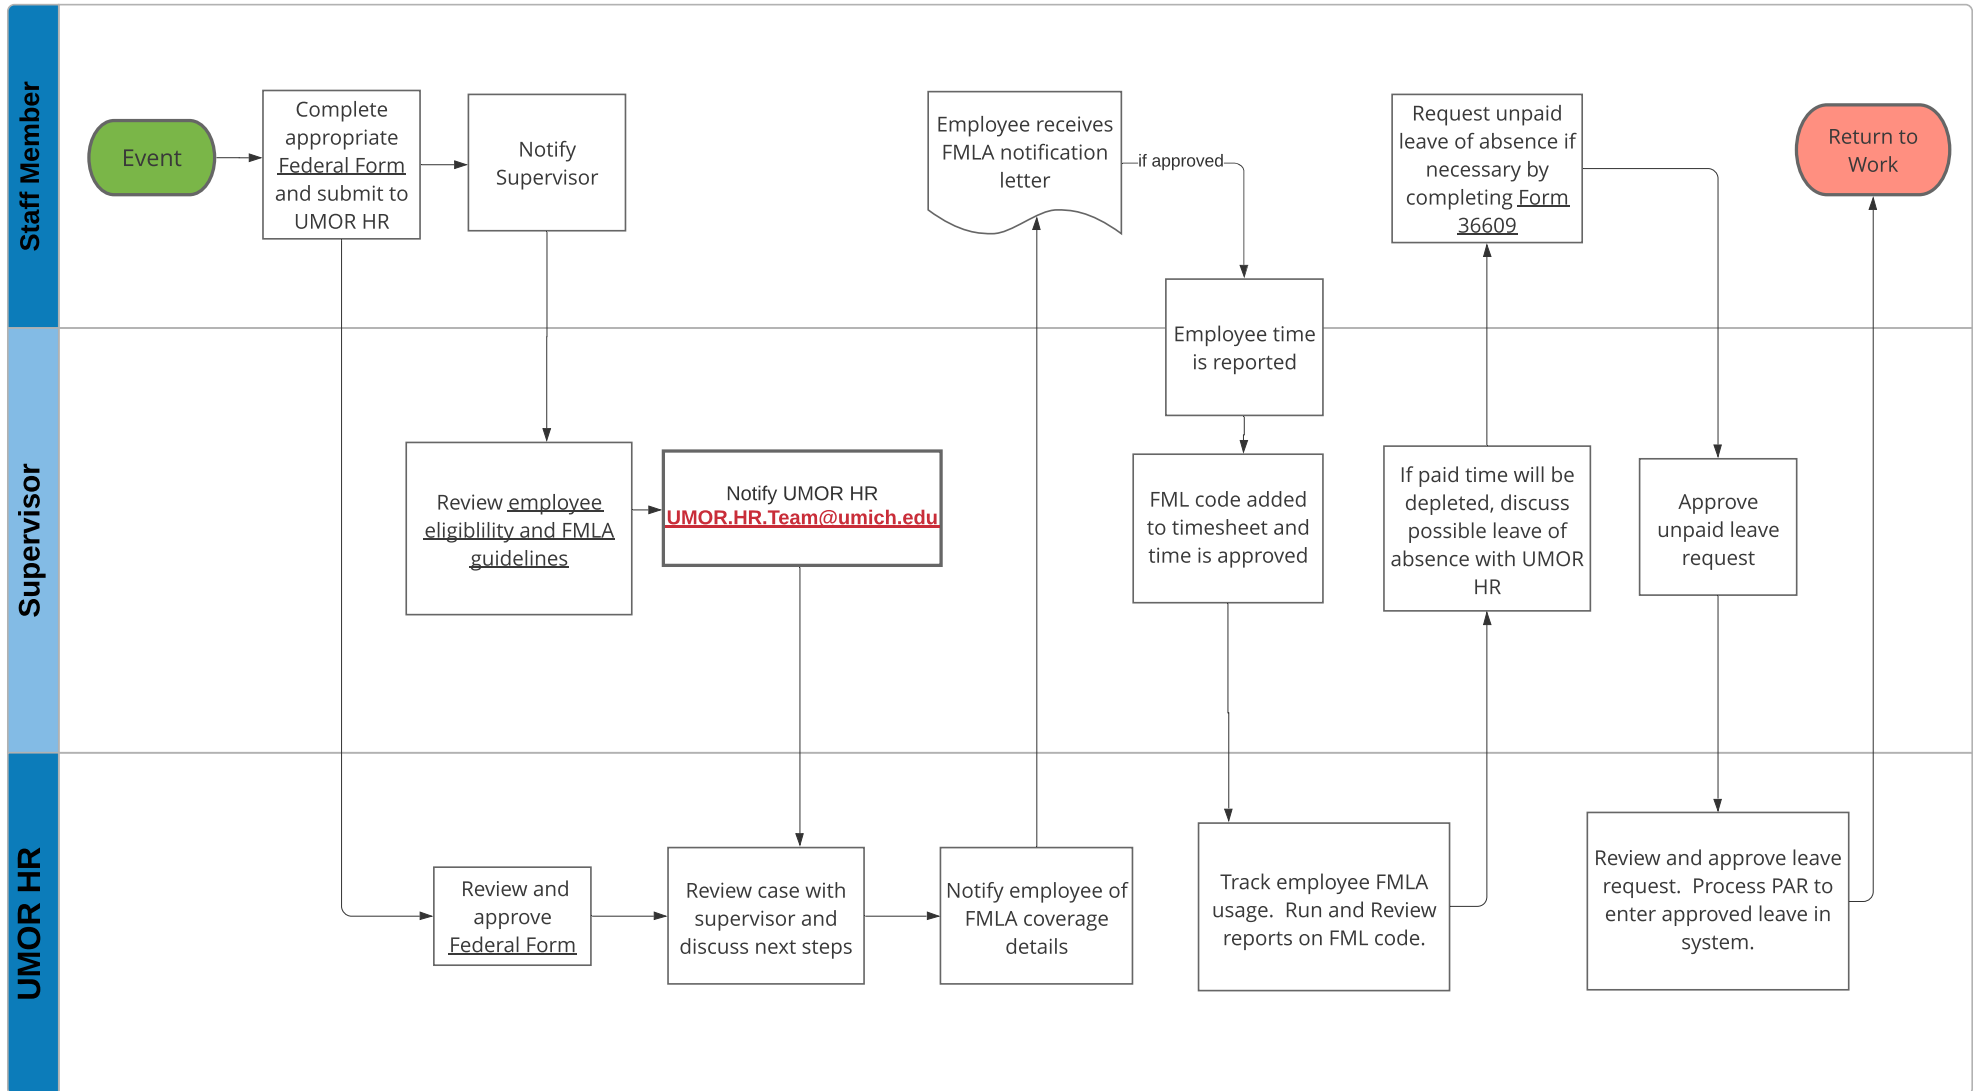 Staff Member
Event
Complete
appropriate
Federal Form
and submit to
UMOR HR
Notify
Supervisor
Employee receives
FMLA notification
letter
if approved
Employee time
is reported
Request unpaid
leave of absence if
necessary by
completing Form
36609
Return to
Work
Supervisor
Review employee
eligiblility and FMLA
guidelines
Notify UMOR HR
UMOR.HR.Team@umich.edu
FML code added
to timesheet and
time is approved
If paid time will be
depleted, discuss
possible leave of
absence with UMOR
HR
Approve
unpaid leave
request
UMOR HR
Review and
approve
Federal Form
Review case with
supervisor and
discuss next steps
Notify employee of
FMLA coverage
details
Track employee FMLA
usage.  Run and Review
reports on FML code.
Review and approve leave
request.  Process PAR to
enter approved leave in
system.